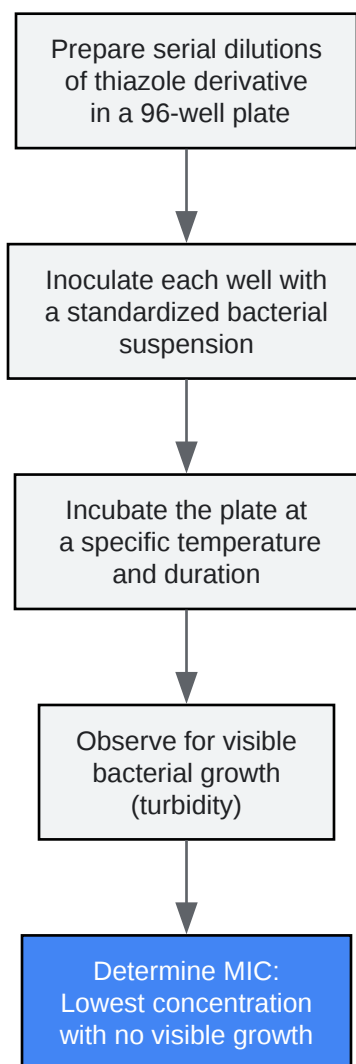 Prepare serial dilutions
of thiazole derivative
in a 96-well plate
Inoculate each well with
a standardized bacterial
suspension
Incubate the plate at
a specific temperature
and duration
Observe for visible
bacterial growth
(turbidity)
Determine MIC:
Lowest concentration
with no visible growth